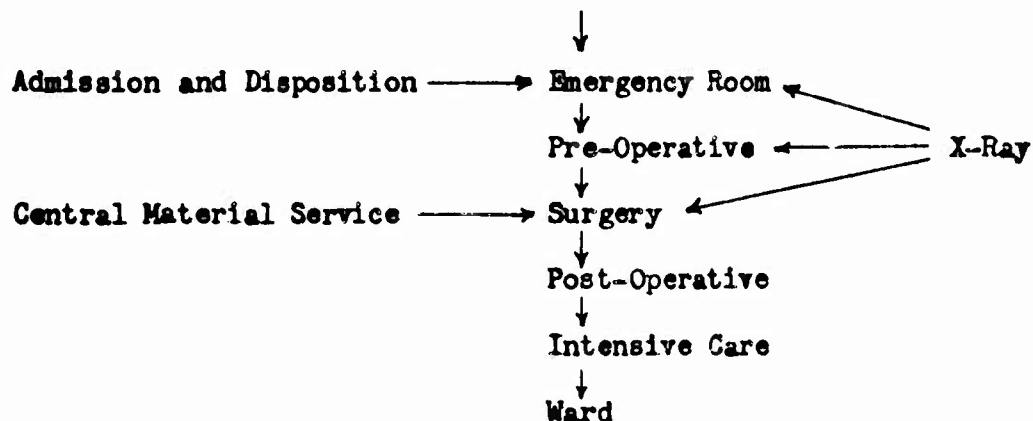 Admission and Disposition Emergency Room
Pre-Operative X-Ray
Central Material Service Surgery
Post-Operative
Intensive Care
Ward